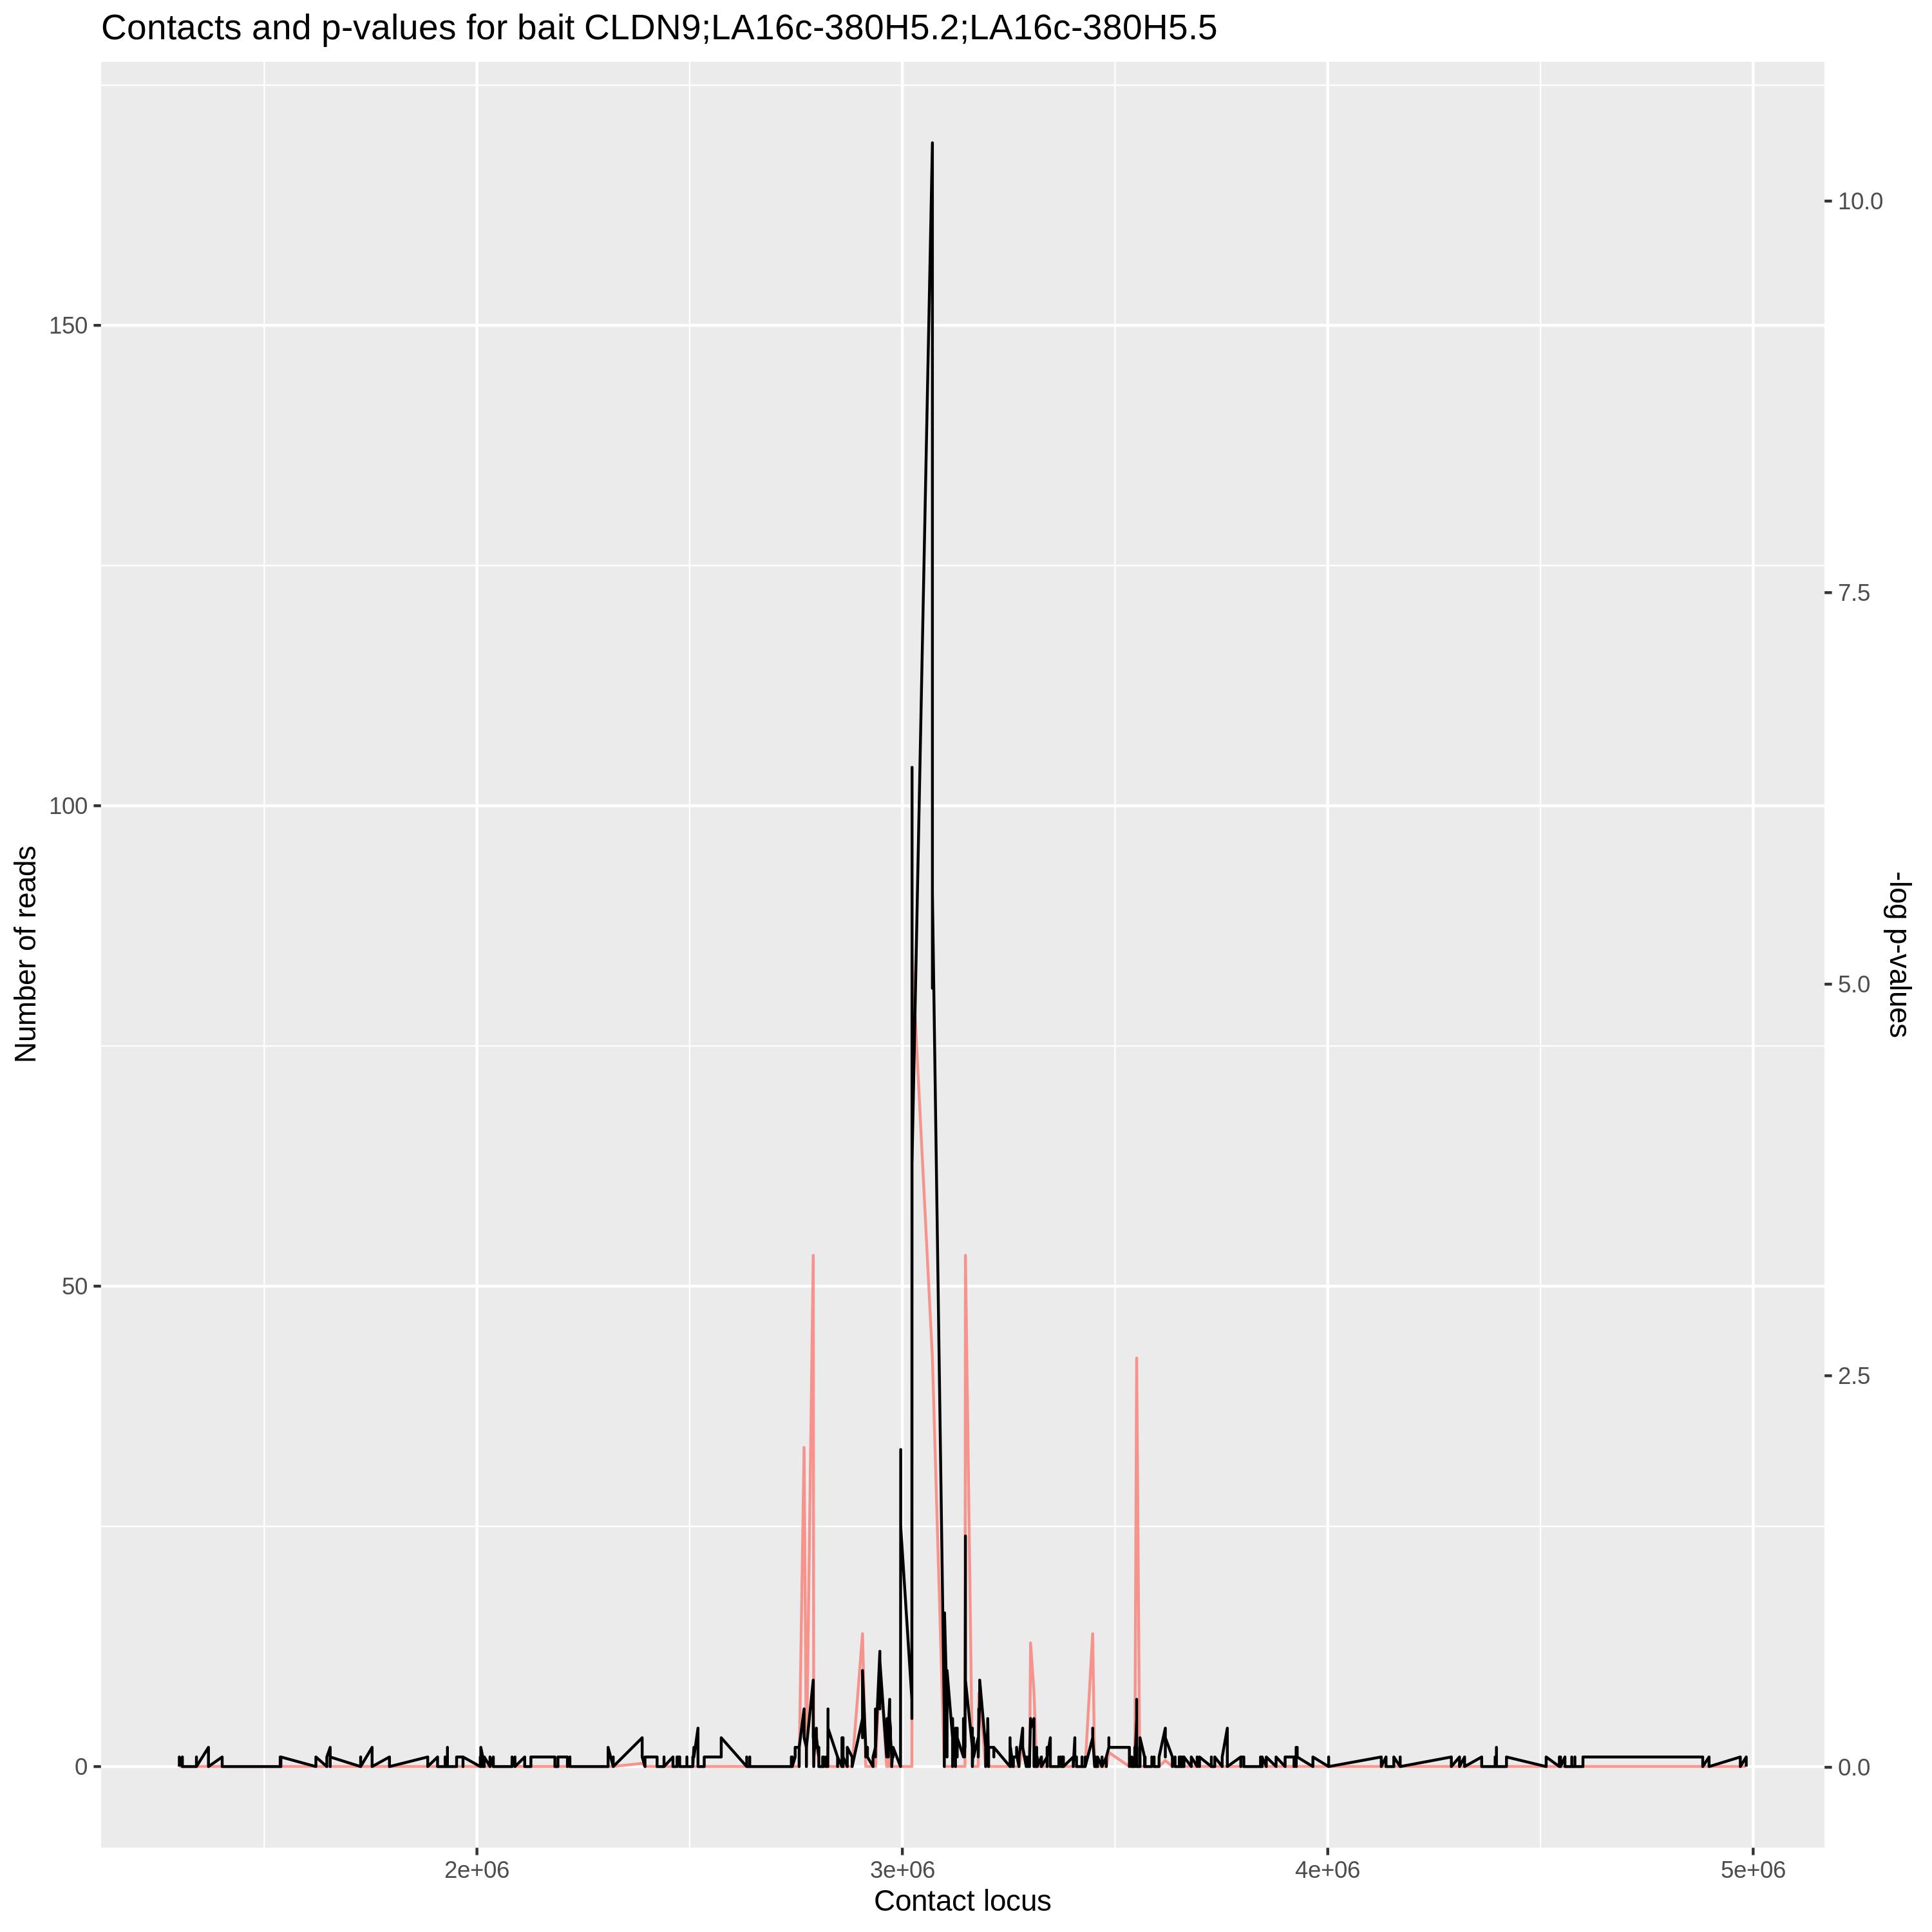 Contacts and p-values for bait CLDN9;LA16c-380H5.2;LA16c-380H5.5
Number of reads
150
100
50
0
10.0
7.5
5.0
2.5
0.0
-log p-values
2e+06
3e+06
4e+06
5e+06
Contact locus